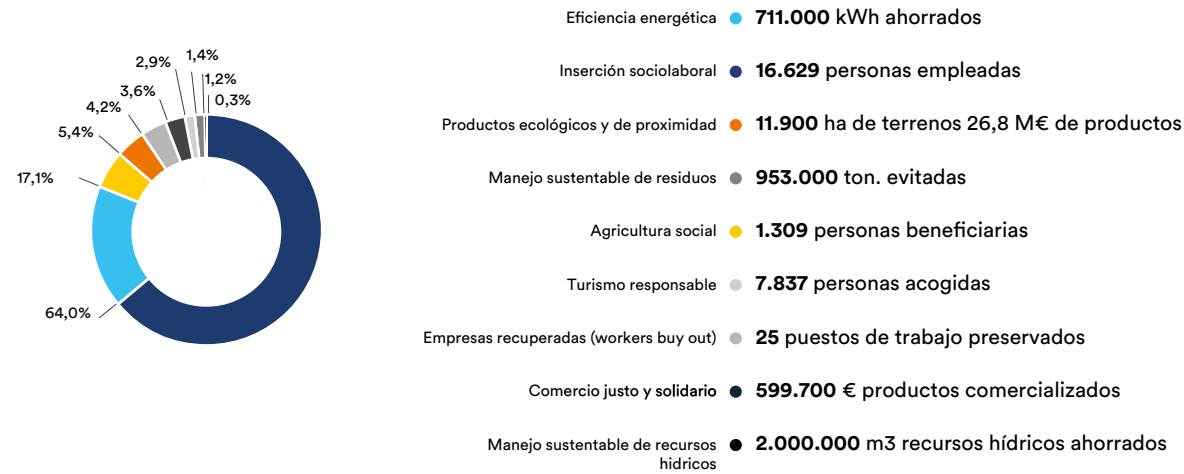 1,4%
2,9%
1,2%
3,6%
0,3%
4,2%
5,4%
17,1%
64,0%
Eficiencia energética 711.000 kWh ahorrados
Inserción sociolaboral 16.629 personas empleadas
Productos ecológicos y de proximidad 11.900 ha de terrenos 26,8 M€ de productos
Manejo sustentable de residuos 953.000 ton. evitadas
Agricultura social 1.309 personas beneficiarias
Turismo responsable 7.837 personas acogidas
Empresas recuperadas (workers buy out) 25 puestos de trabajo preservados
Comercio justo y solidario 599.700 € productos comercializados
Manejo sustentable de recursos 2.000.000 m3 recursos hídricos ahorrados
hidricos